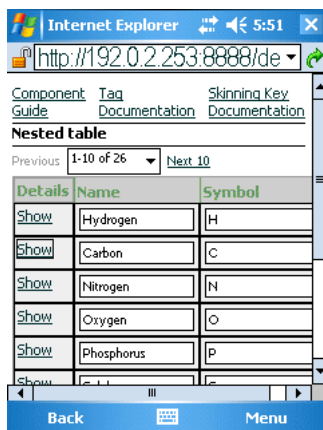 Internet Explorer 5:51
http://192.0.2.253:8888/de
Component Guide
Tag Documentation
Skinning Key Documentation
Nested table
Previous 1-10 of 26 Next 10
Details Name Symbol
Show Hydrogen H
Show Carbon C
Show Nitrogen N
Show Oxygen O
Show Phosphorus P
Show
Back Menu